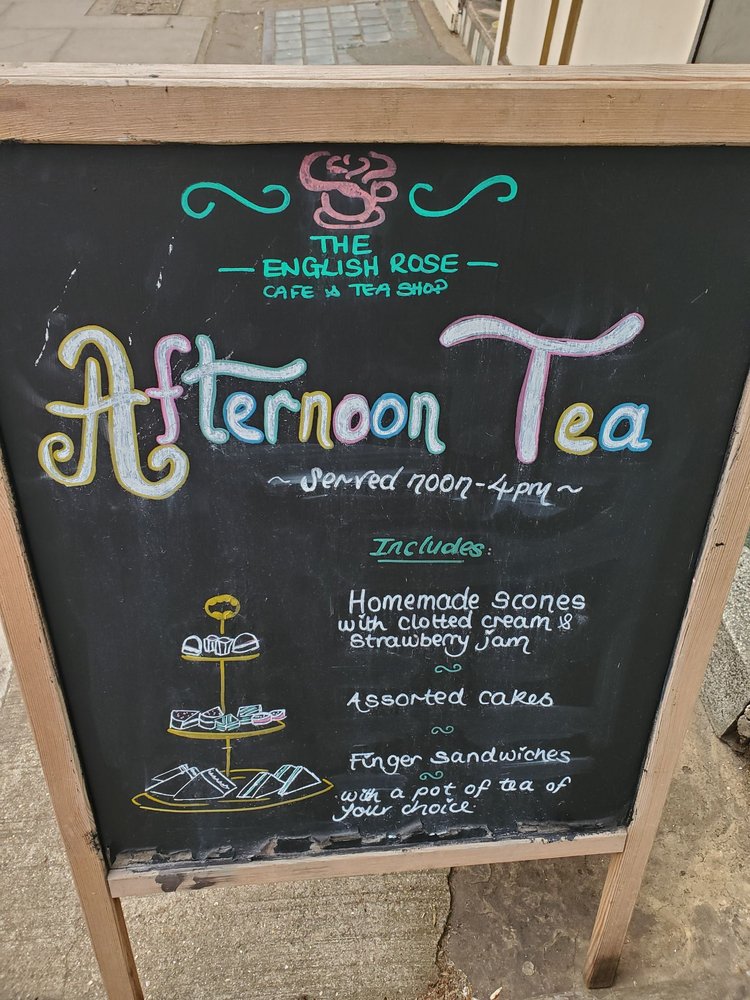 THE
— ENGLISH ROSE —
CAFE & TEA SHOP
Afternoon Tea
~ Served noon-4pm ~
Includes:
Homemade Scones
with clotted cream &
Strawberry jam
~
Assorted cakes
~
Finger sandwiches
~
with a pot of tea of
your choice